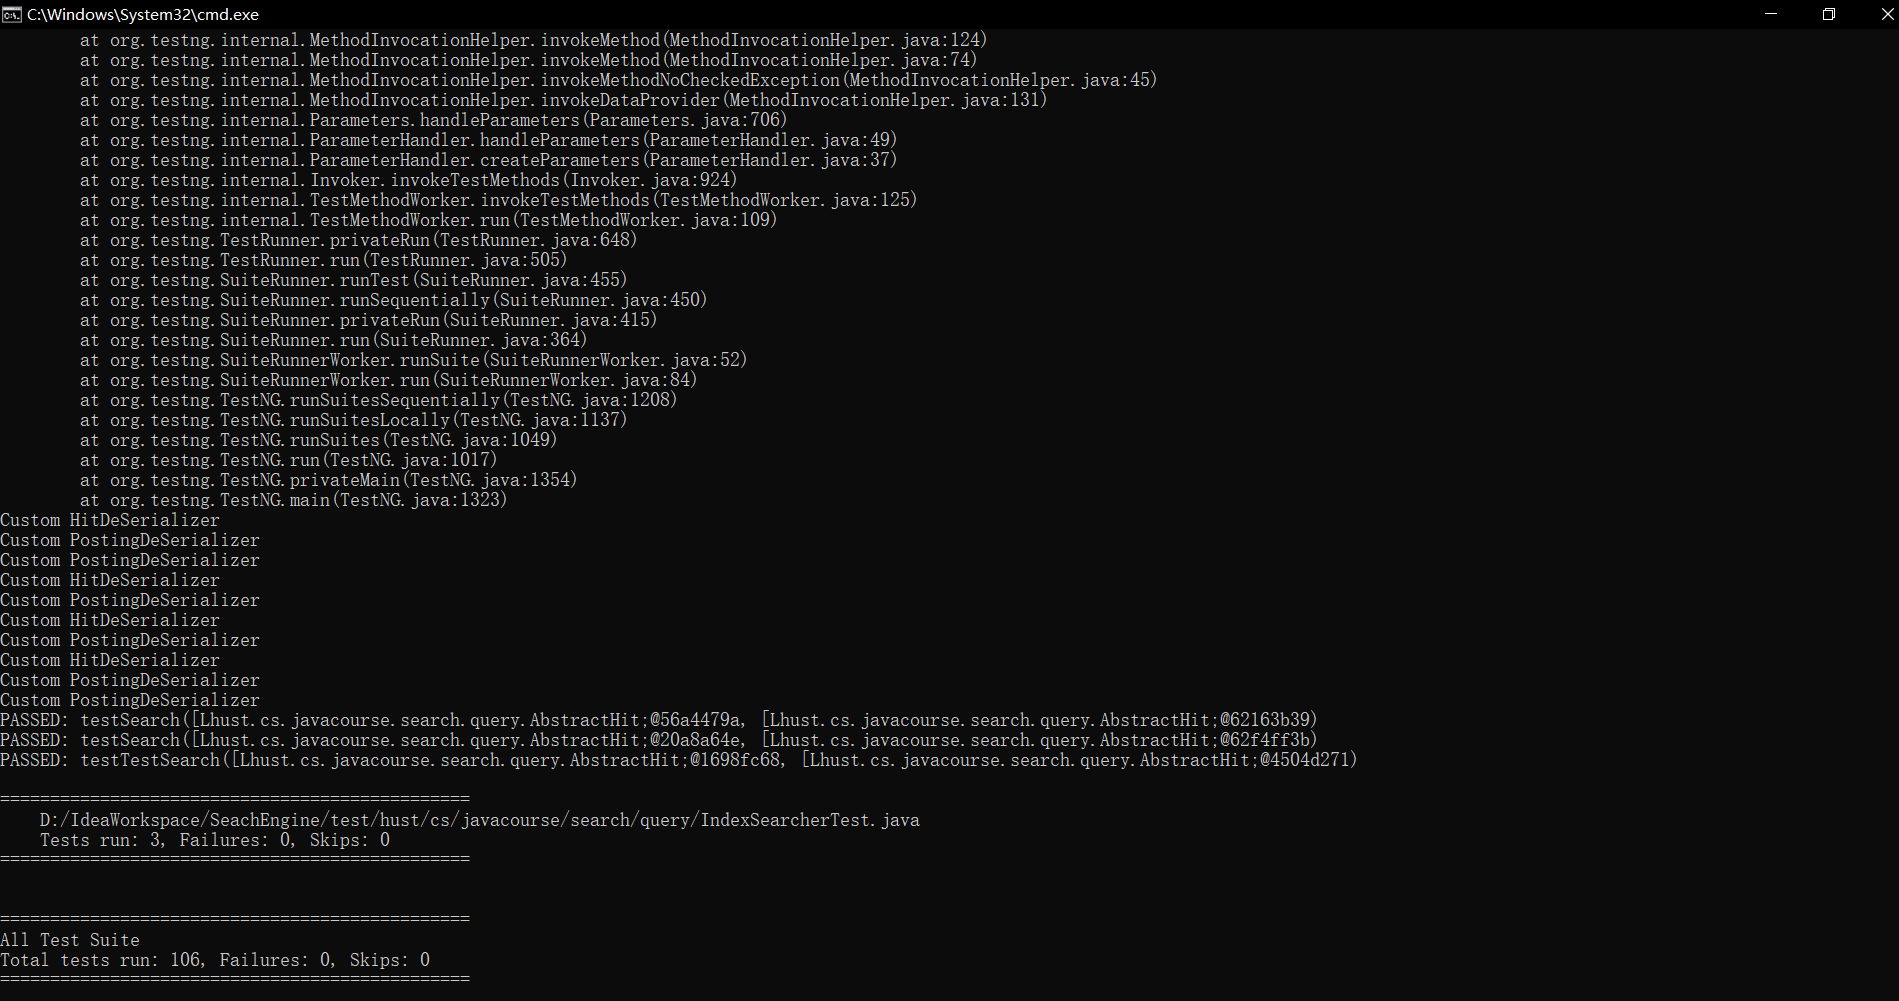 C:\Windows\System32\cmd.exe
at org.testng.internal.MethodInvocationHelper.invokeMethod(MethodInvocationHelper.java:124)
at org.testng.internal.MethodInvocationHelper.invokeMethod(MethodInvocationHelper.java:74)
at org.testng.internal.MethodInvocationHelper.invokeMethodNoCheckedException(MethodInvocationHelper.java:45)
at org.testng.internal.MethodInvocationHelper.invokeDataProvider(MethodInvocationHelper.java:131)
at org.testng.internal.Parameters.handleParameters(Parameters.java:706)
at org.testng.internal.ParameterHandler.handleParameters(ParameterHandler.java:49)
at org.testng.internal.ParameterHandler.createParameters(ParameterHandler.java:37)
at org.testng.internal.Invoker.invokeTestMethods(Invoker.java:924)
at org.testng.internal.TestMethodWorker.invokeTestMethods(TestMethodWorker.java:125)
at org.testng.internal.TestMethodWorker.run(TestMethodWorker.java:109)
at org.testng.TestRunner.privateRun(TestRunner.java:648)
at org.testng.TestRunner.run(TestRunner.java:505)
at org.testng.SuiteRunner.runTest(SuiteRunner.java:455)
at org.testng.SuiteRunner.runSequentially(SuiteRunner.java:450)
at org.testng.SuiteRunner.privateRun(SuiteRunner.java:415)
at org.testng.SuiteRunner.run(SuiteRunner.java:364)
at org.testng.SuiteRunnerWorker.runSuite(SuiteRunnerWorker.java:52)
at org.testng.SuiteRunnerWorker.run(SuiteRunnerWorker.java:84)
at org.testng.TestNG.runSuitesSequentially(TestNG.java:1208)
at org.testng.TestNG.runSuitesLocally(TestNG.java:1137)
at org.testng.TestNG.runSuites(TestNG.java:1049)
at org.testng.TestNG.run(TestNG.java:1017)
at org.testng.TestNG.privateMain(TestNG.java:1354)
at org.testng.TestNG.main(TestNG.java:1323)
Custom HitDeSerializer
Custom PostingDeSerializer
Custom PostingDeSerializer
Custom HitDeSerializer
Custom PostingDeSerializer
Custom HitDeSerializer
Custom PostingDeSerializer
Custom HitDeSerializer
Custom PostingDeSerializer
Custom PostingDeSerializer
PASSED: testSearch([Lhust.cs.javacourse.search.query.AbstractHit;@56a4479a, [Lhust.cs.javacourse.search.query.AbstractHit;@62163b39)
PASSED: testSearch([Lhust.cs.javacourse.search.query.AbstractHit;@20a8a64e, [Lhust.cs.javacourse.search.query.AbstractHit;@62f4ff3b)
PASSED: testTestSearch([Lhust.cs.javacourse.search.query.AbstractHit;@1698fc68, [Lhust.cs.javacourse.search.query.AbstractHit;@4504d271)
===============================================
D:/IdeaWorkspace/SeachEngine/test/hust/cs/javacourse/search/query/IndexSearcherTest.java
Tests run: 3, Failures: 0, Skips: 0
===============================================
===============================================
All Test Suite
Total tests run: 106, Failures: 0, Skips: 0
===============================================